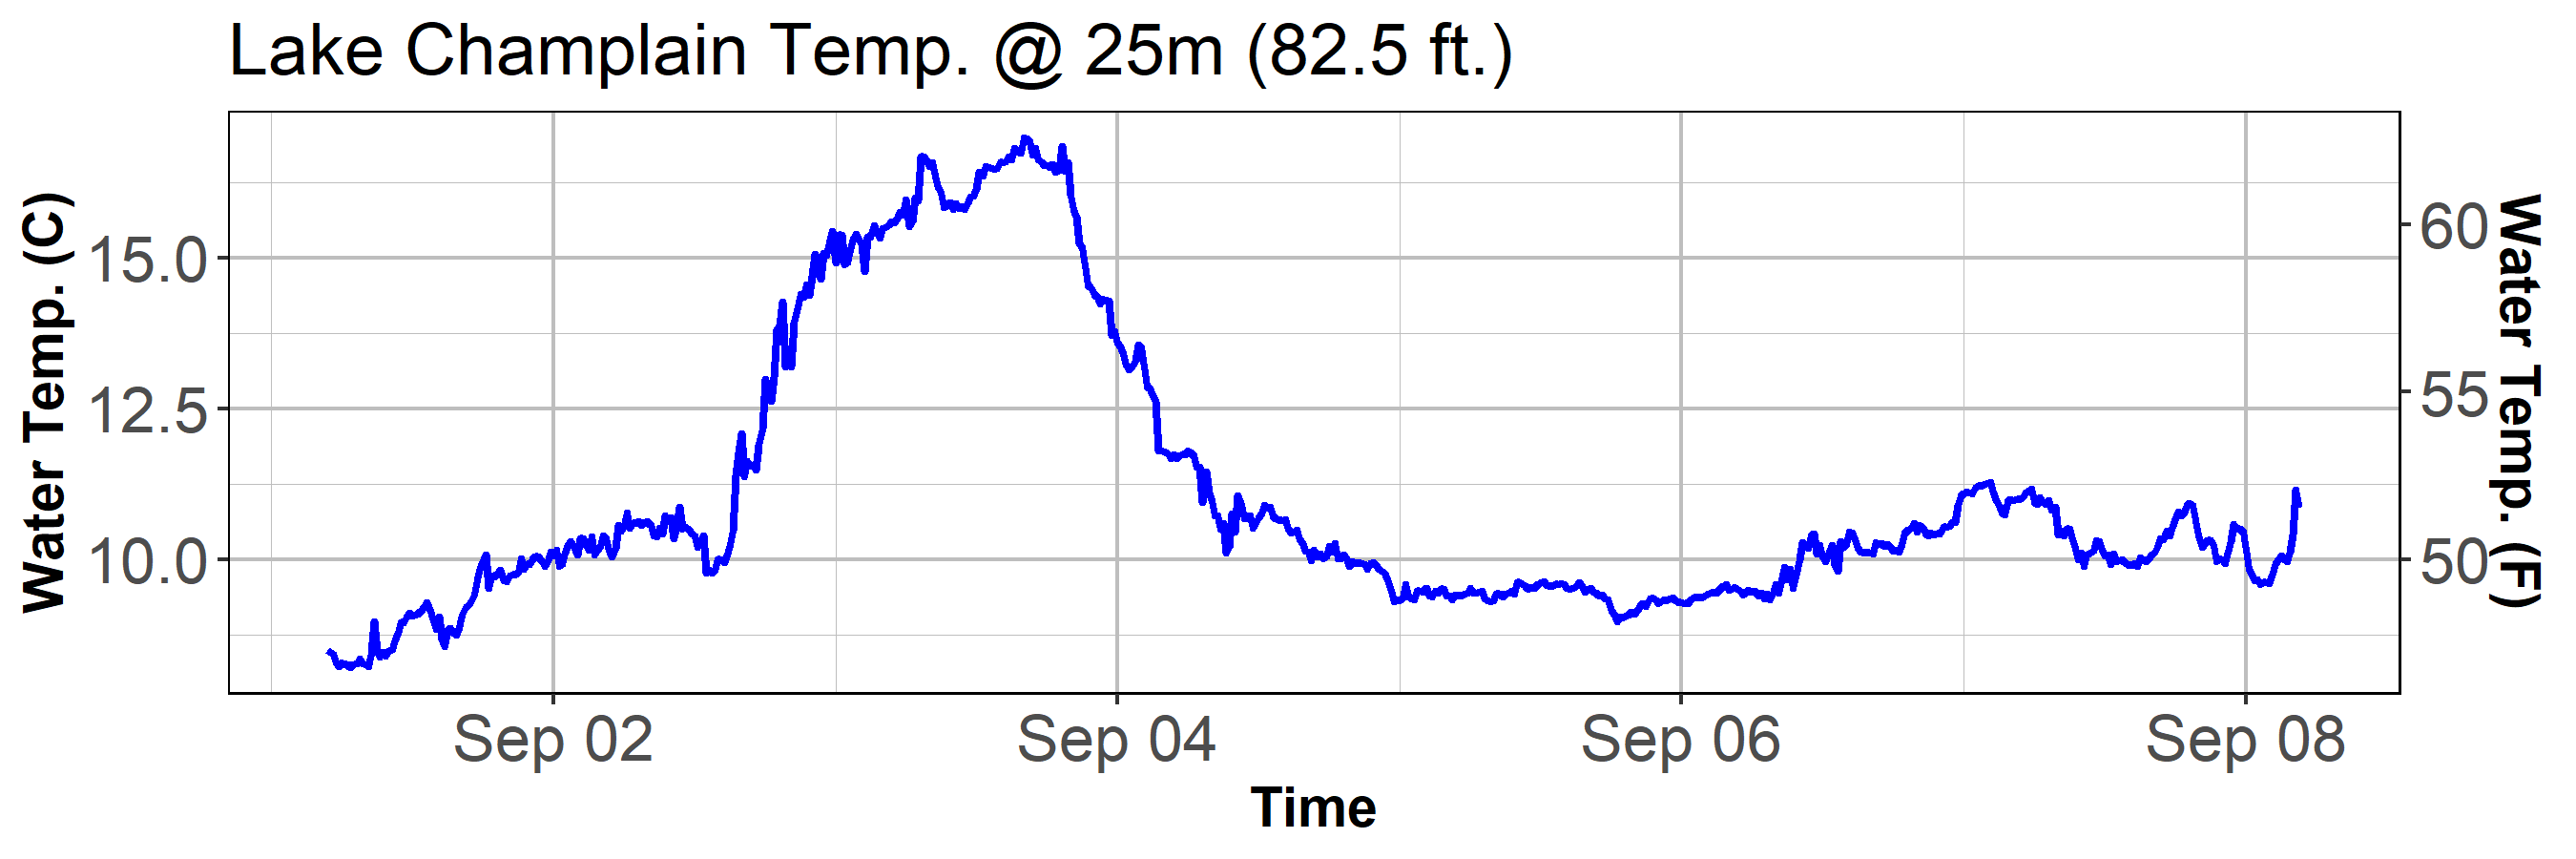 Lake Champlain Temp. @ 25m (82.5 ft.)
Water Temp. (C)
15.0
12.5
10.0
60
55
50
Water Temp. (F)
Sep 02 Sep 04 Sep 06 Sep 08
Time